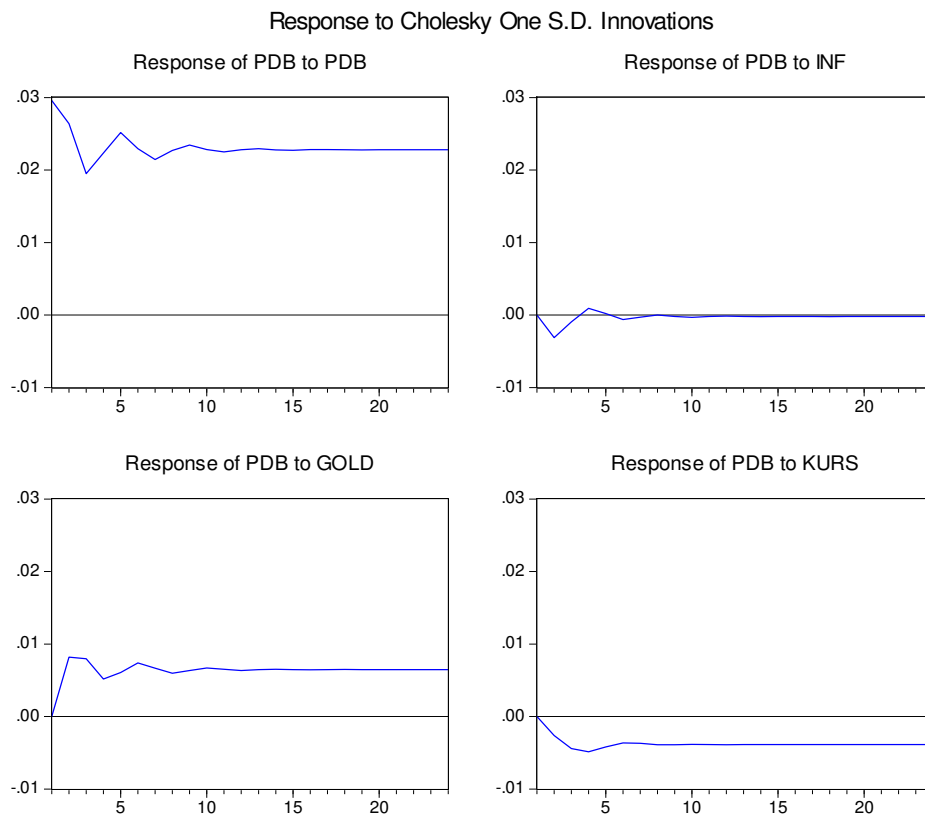 Response to Cholesky One S.D. Innovations
Response of PDB to PDB
.03
.02
.01
.00
-.01
5 10 15 20
Response of PDB to INF
.03
.02
.01
.00
-.01
5 10 15 20
Response of PDB to GOLD
.03
.02
.01
.00
-.01
5 10 15 20
Response of PDB to KURS
.03
.02
.01
.00
-.01
5 10 15 20